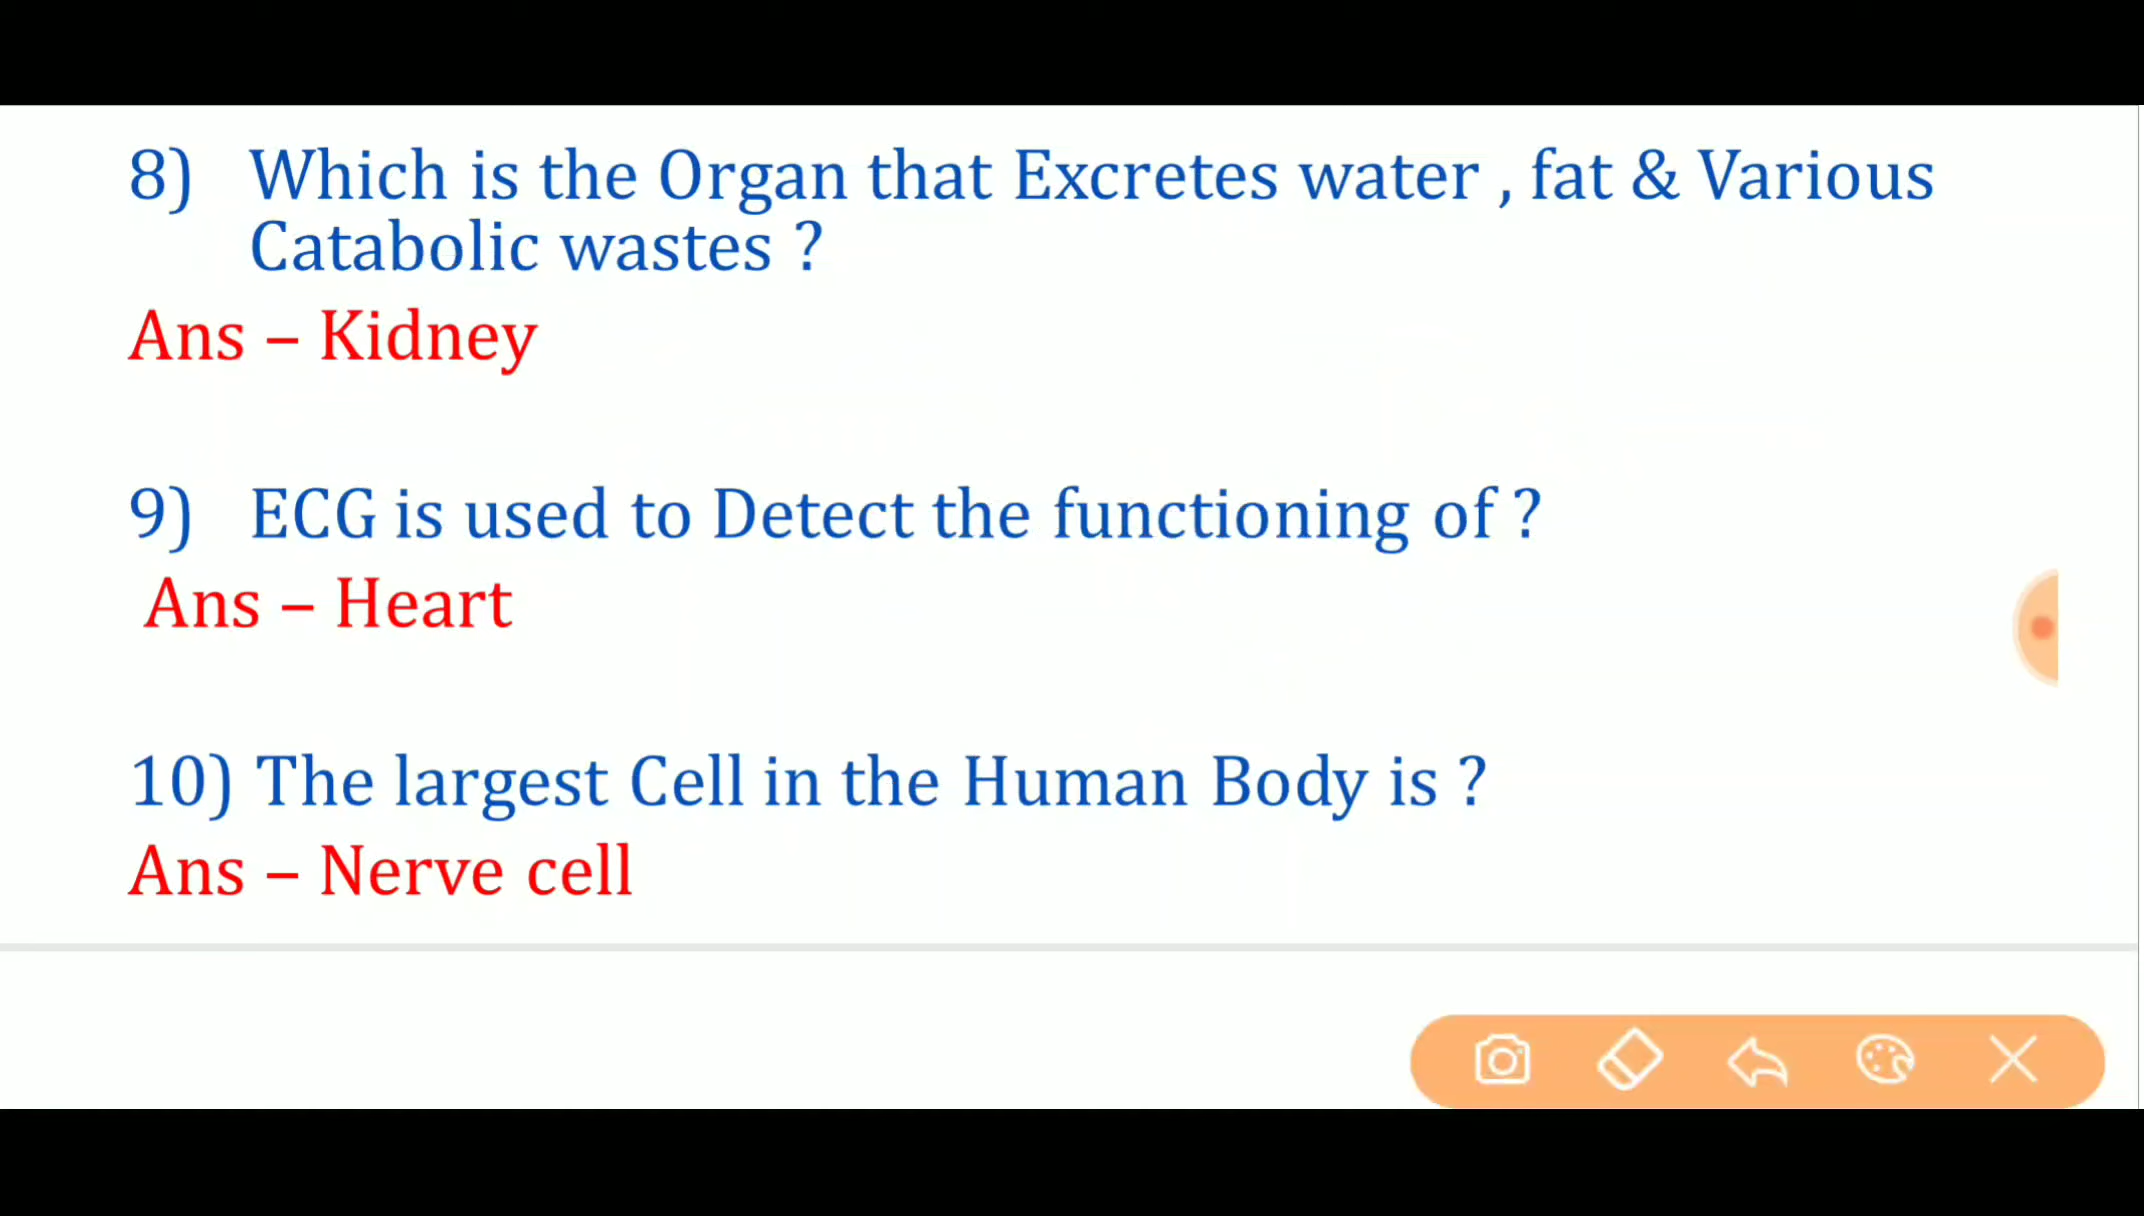 8) Which is the Organ that Excretes water , fat & Various
Catabolic wastes ?
Ans – Kidney
9) ECG is used to Detect the functioning of ?
Ans – Heart
10) The largest Cell in the Human Body is ?
Ans – Nerve cell